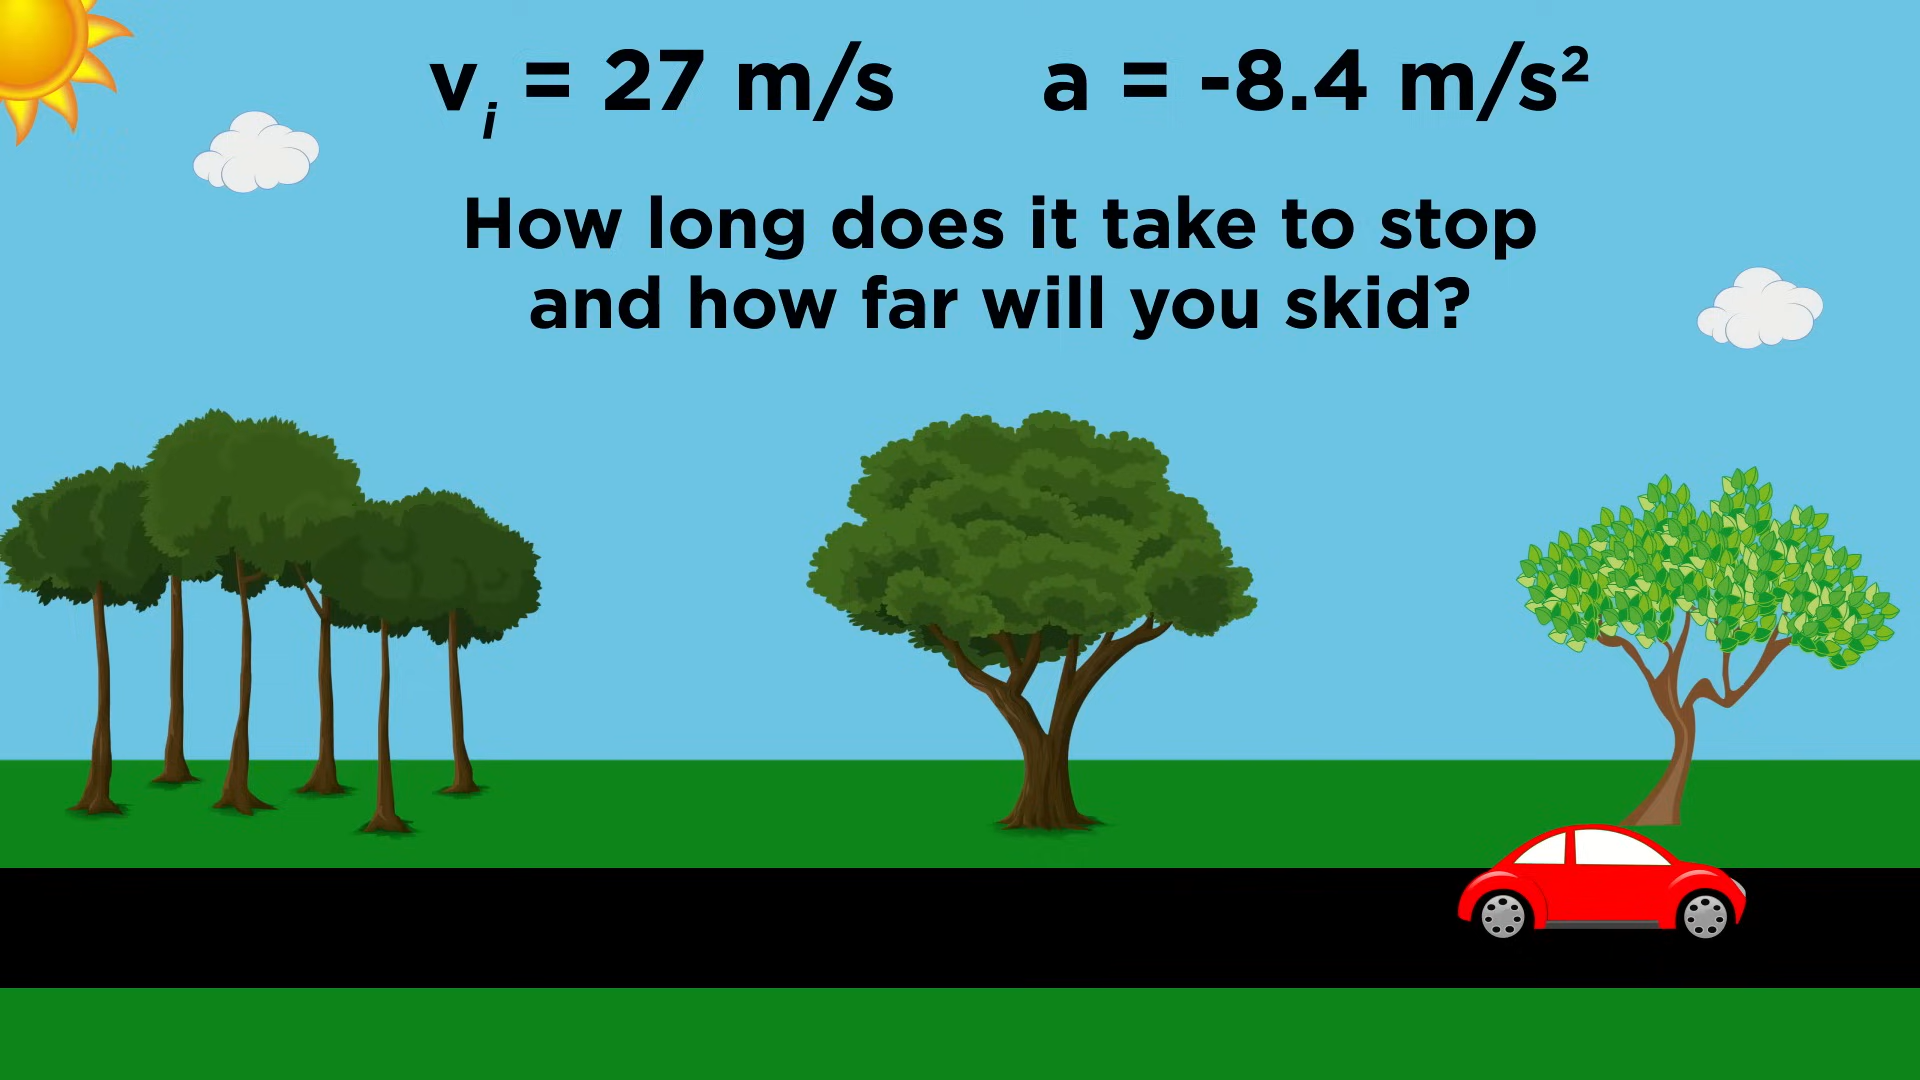 vᵢ = 27 m/s a = -8.4 m/s²
How long does it take to stop
and how far will you skid?